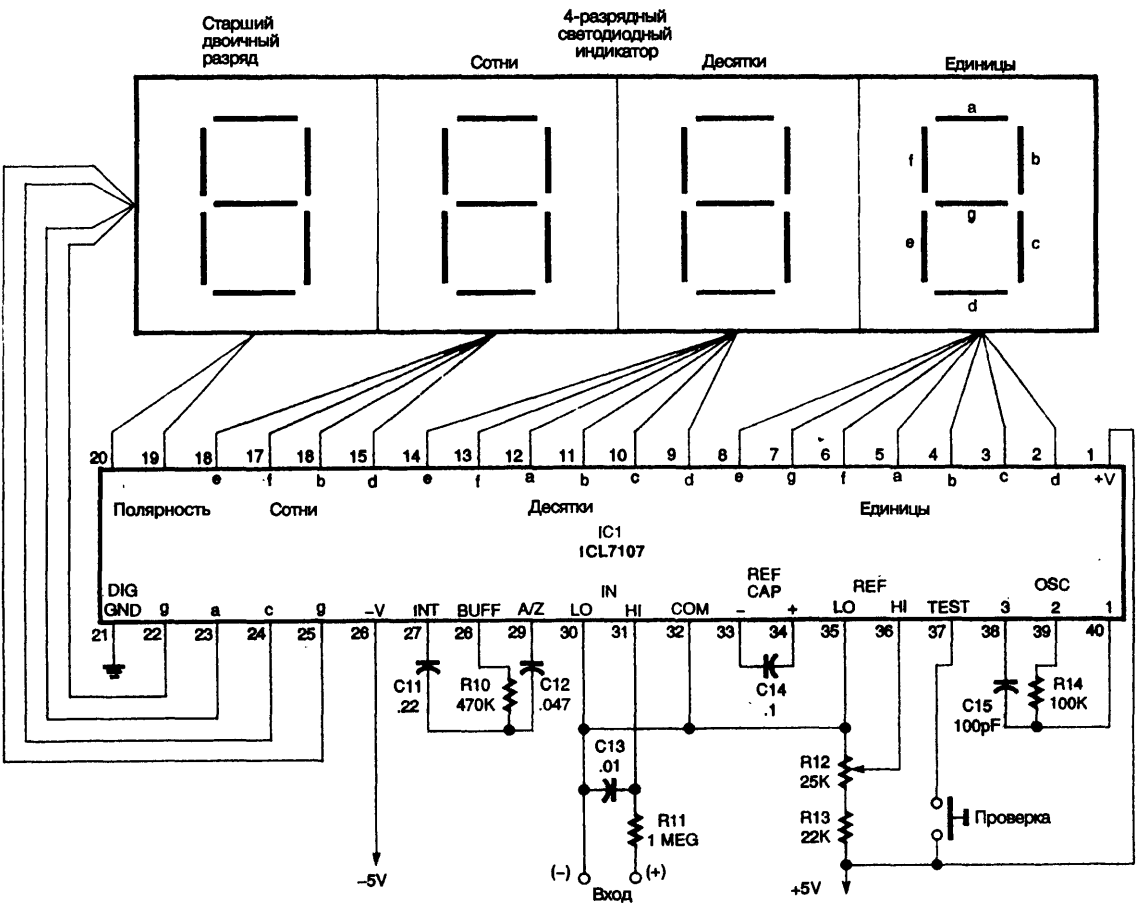 Старший
двоичный
разряд
4-разрядный
светодиодный
индикатор
Сотни
Десятки
Единицы
a
f
b
g
e
c
d
20 19 18 17 16 15 14 13 12 11 10 9 8 7 6 5 4 3 2 1
e f b d e f a b c d e g f a b c d +V
Полярность
Сотни
Десятки
Единицы
IC1
ICL7107
DIG
GND
g
a
c
g
-V
INT
BUFF
A/Z
IN
LO
HI
COM
REF
CAP
-
+
REF
LO
HI
TEST
OSC
3
2
1
21 22 23 24 25 26 27 28 29 30 31 32 33 34 35 36 37 38 39 40
C11
.22
R10
470K
C12
.047
C14
.1
C15
100pF
R14
100K
C13
.01
R12
25K
R11
1 MEG
R13
22K
Проверка
-5V
(-)
(+)
Вход
+5V